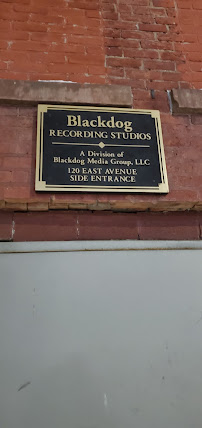 Blackdog
RECORDING STUDIOS
A Division of
Blackdog Media Group, LLC
120 EAST AVENUE
SIDE ENTRANCE